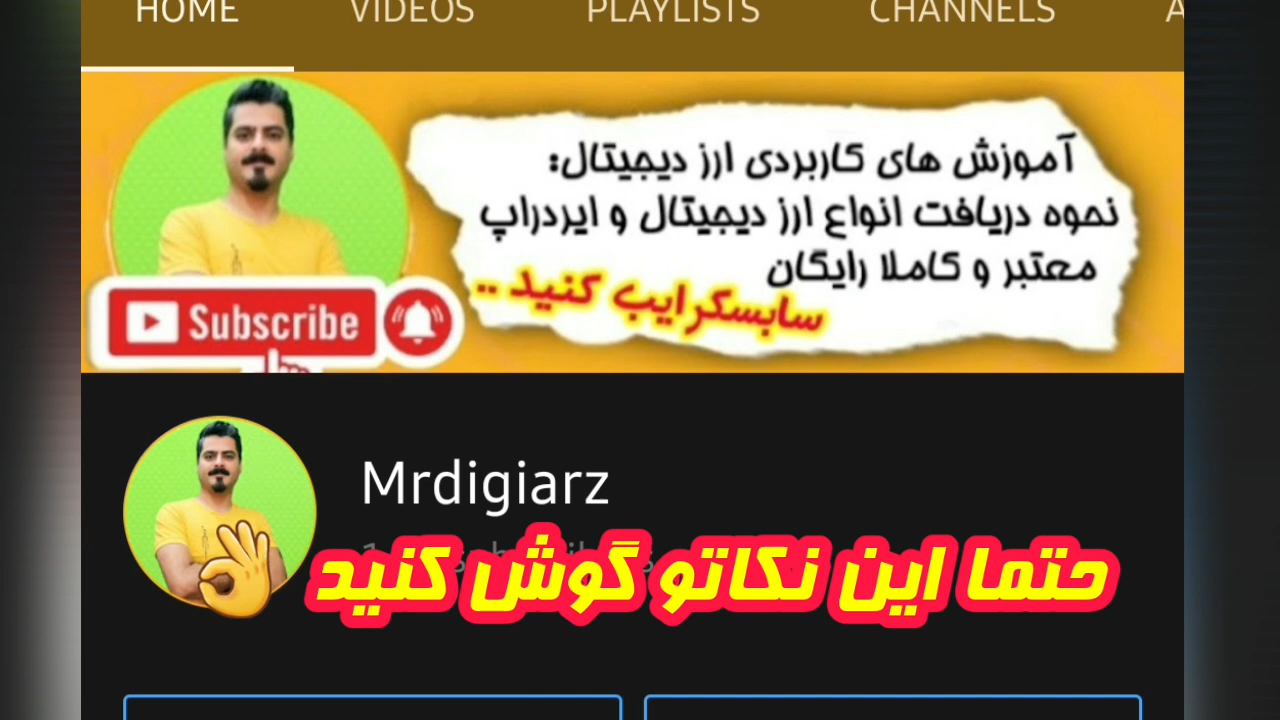 HOME VIDEOS PLAYLISTS CHANNELS
آموزش های کاربردی ارز دیجیتال:
نحوه دریافت انواع ارز دیجیتال و ایردراپ
معتبر و کاملا رایگان
سابسکرایب کنید ..
Subscribe
Mrdigiarz
حتما این نکاتو گوش کنید